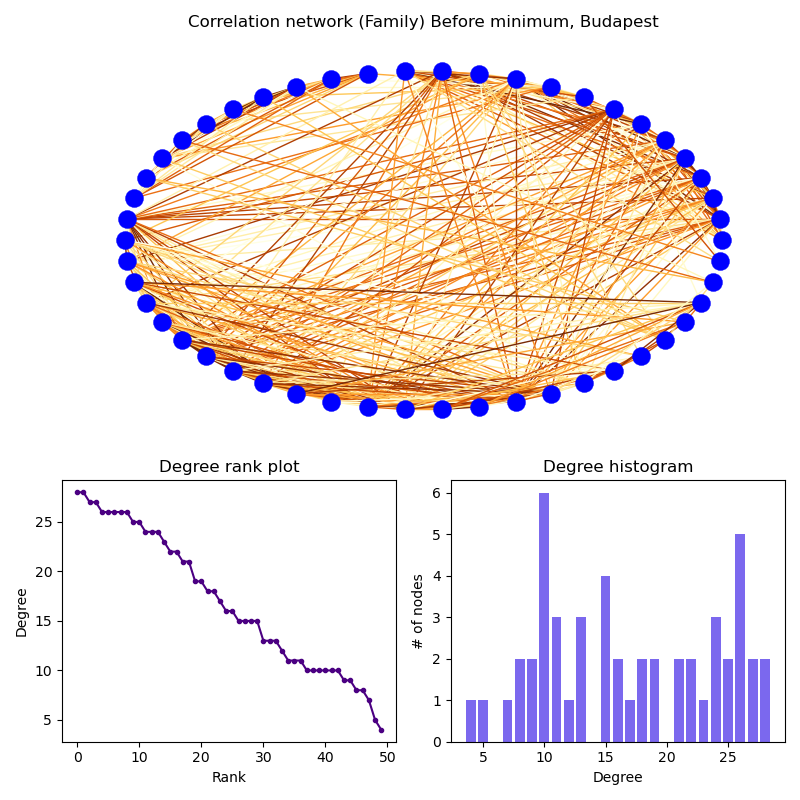 Correlation network (Family) Before minimum, Budapest
Degree rank plot
Degree
25
20
15
10
5
0 10 20 30 40 50
Rank
Degree histogram
# of nodes
6
5
4
3
2
1
0
5 10 15 20 25
Degree